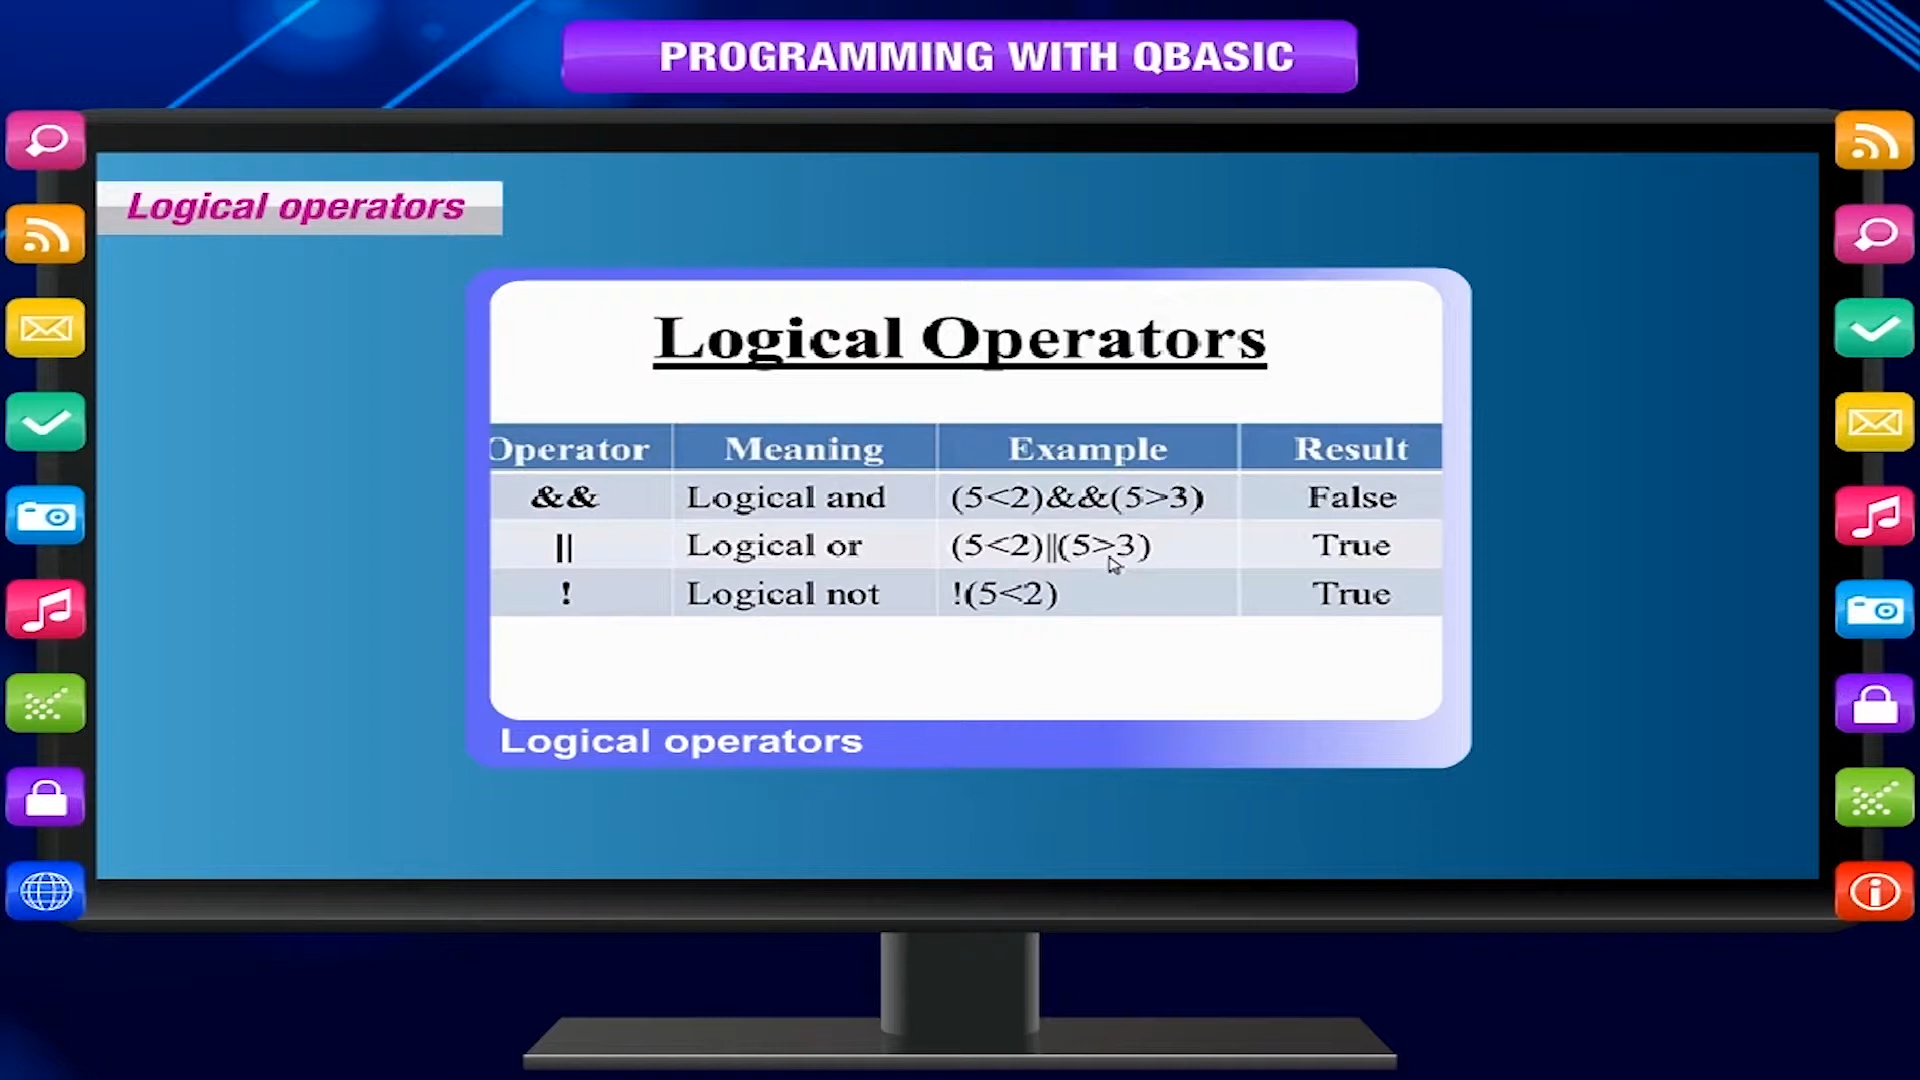 PROGRAMMING WITH QBASIC
Logical operators
Logical Operators
Operator Meaning Example Result
&& Logical and (5<2)&&(5>3) False
|| Logical or (5<2)||(5>3) True
! Logical not !(5<2) True
Logical operators